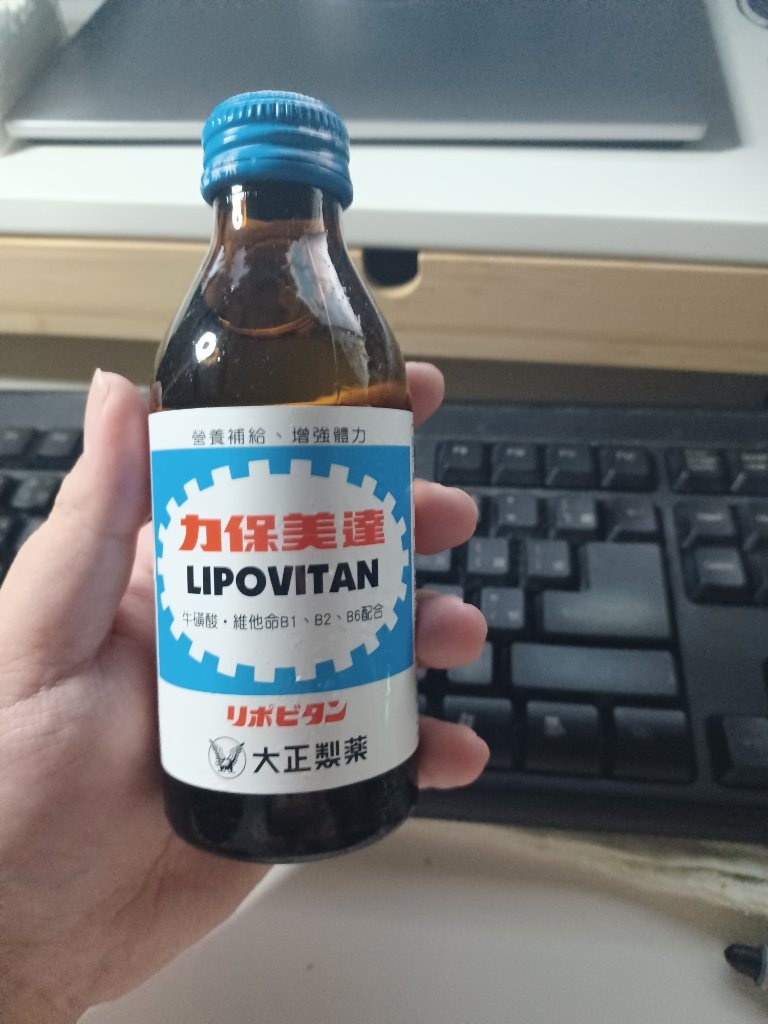 營養補給、增強體力
力保美達
LIPOVITAN
牛磺酸・維他命B1、B2、B6配合
リポビタン
大正製薬